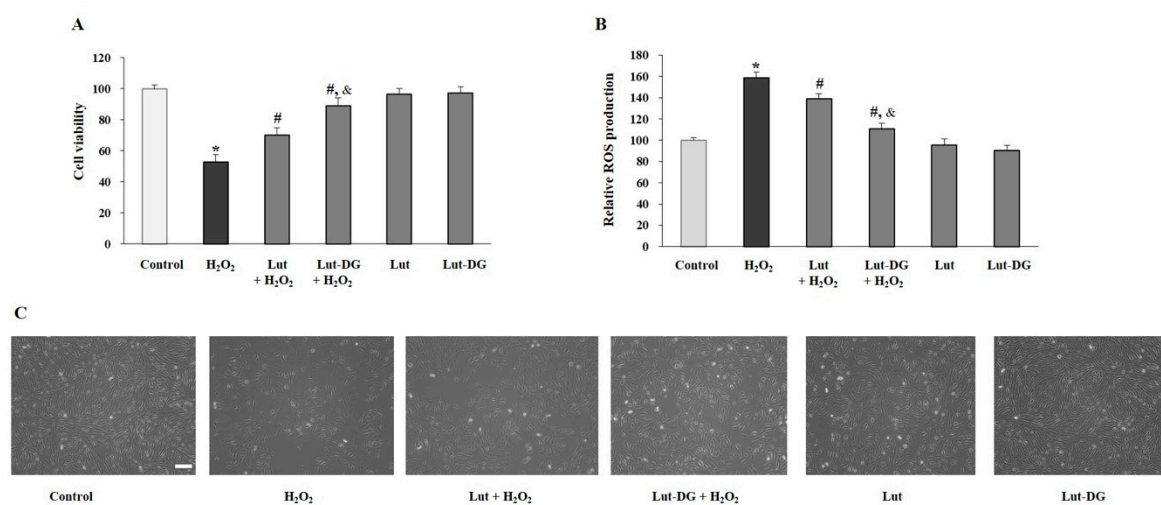 A
Cell viability
120
100
80
60
40
20
0
*
#
#, &
Control H₂O₂ Lut Lut-DG Lut Lut-DG
+ H₂O₂ + H₂O₂
B
Relative ROS production
180
160
140
120
100
80
60
40
20
0
*
#
#, &
Control H₂O₂ Lut Lut-DG Lut Lut-DG
+ H₂O₂ + H₂O₂
C
Control H₂O₂ Lut + H₂O₂ Lut-DG + H₂O₂ Lut Lut-DG